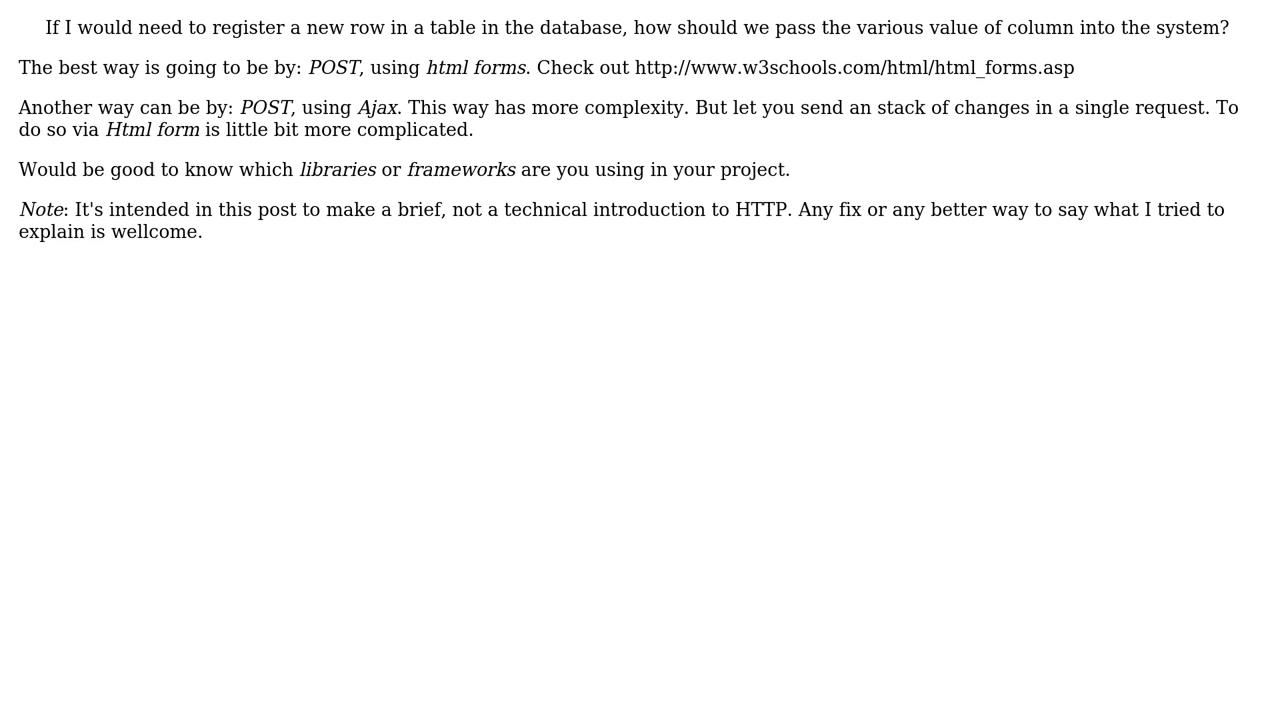 If I would need to register a new row in a table in the database, how should we pass the various value of column into the system?
The best way is going to be by: POST, using html forms. Check out http://www.w3schools.com/html/html_forms.asp
Another way can be by: POST, using Ajax. This way has more complexity. But let you send an stack of changes in a single request. To
do so via Html form is little bit more complicated.
Would be good to know which libraries or frameworks are you using in your project.
Note: It's intended in this post to make a brief, not a technical introduction to HTTP. Any fix or any better way to say what I tried to
explain is wellcome.